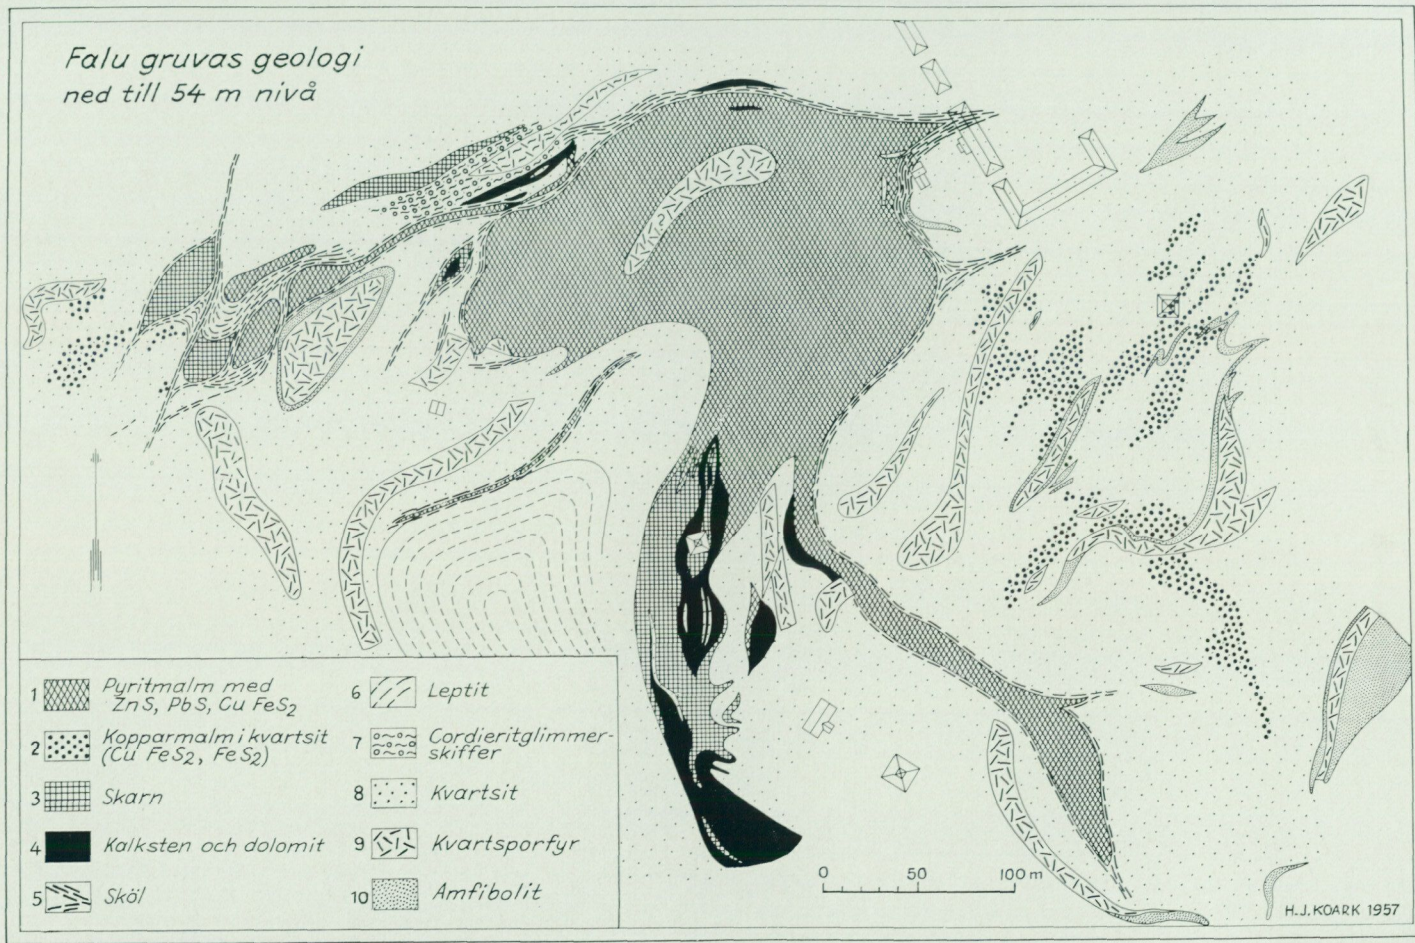 Falu gruvas geologi
ned till 54 m nivå
1 Pyritmalm med
ZnS, PbS, Cu FeS2
2 Kopparmalm i kvartsit
(Cu FeS2, FeS2)
3 Skarn
4 Kalksten och dolomit
5 Sköl
6 Leptit
7 Cordieritglimmer-
skiffer
8 Kvartsit
9 Kvartsporfyr
10 Amfibolit
0 50 100 m
H.J. KOARK 1957